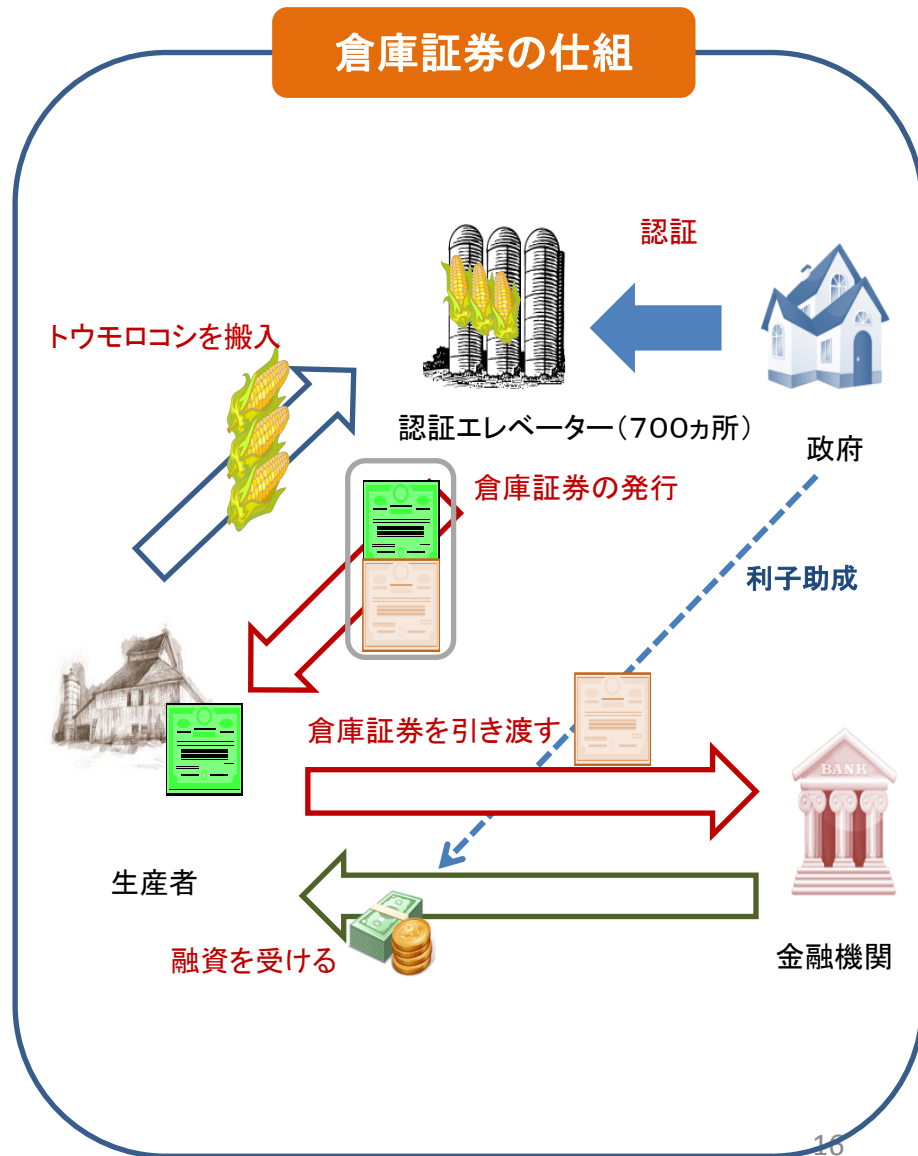 倉庫証券の仕組
認証
トウモロコシを搬入
認証エレベーター（700ヵ所）
政府
倉庫証券の発行
利子助成
倉庫証券を引き渡す
BANK
生産者
融資を受ける
金融機関
16